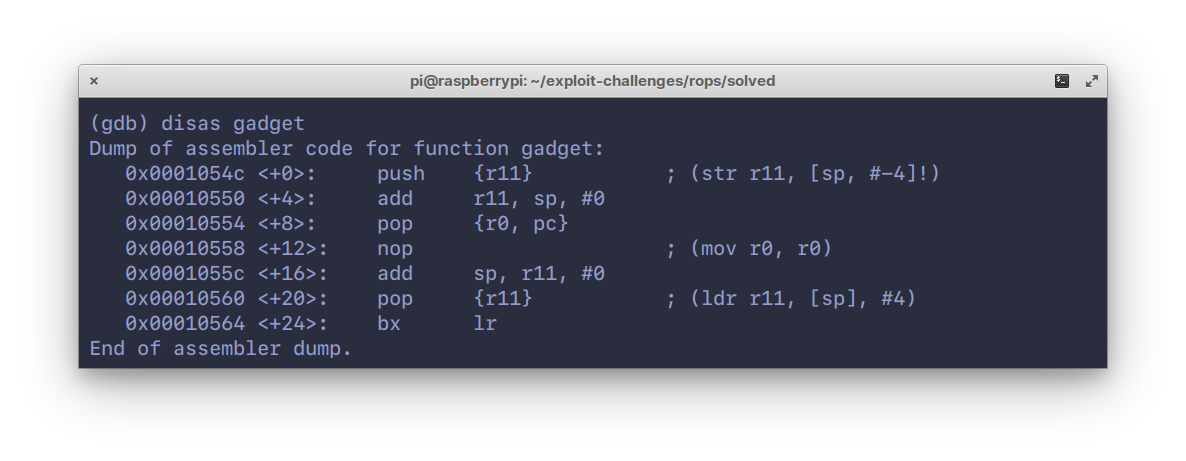 pi@raspberrypi: ~/exploit-challenges/rops/solved
(gdb) disas gadget
Dump of assembler code for function gadget:
   0x0001054c <+0>:     push    {r11}           ; (str r11, [sp, #-4]!)
   0x00010550 <+4>:     add     r11, sp, #0
   0x00010554 <+8>:     pop     {r0, pc}
   0x00010558 <+12>:    nop                     ; (mov r0, r0)
   0x0001055c <+16>:    add     sp, r11, #0
   0x00010560 <+20>:    pop     {r11}           ; (ldr r11, [sp], #4)
   0x00010564 <+24>:    bx      lr
End of assembler dump.